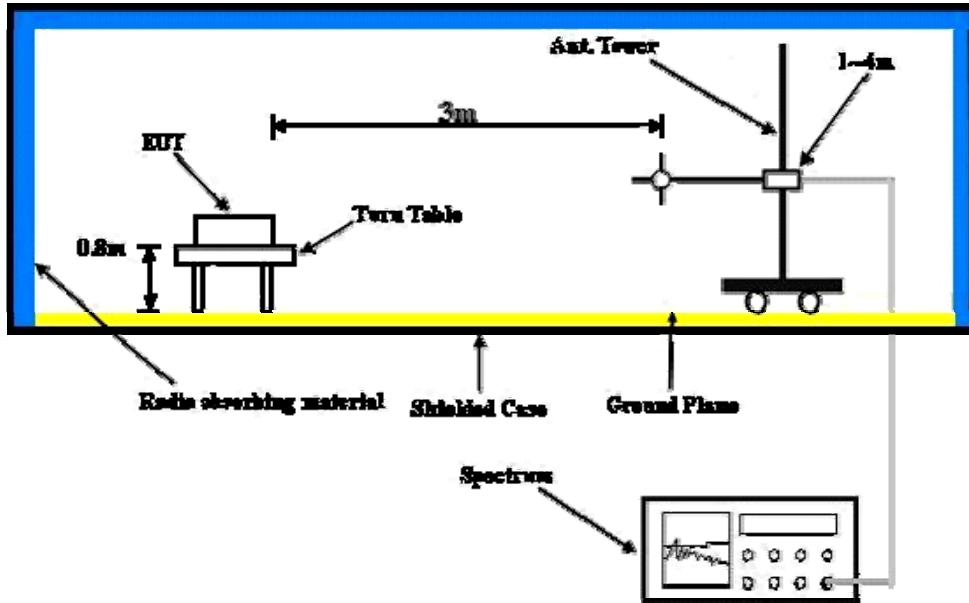 Ant. Tower
1~4m
3m
EUT
Turn Table
0.8m
Radio absorbing material
Shielded Case
Ground Plane
Spectrum